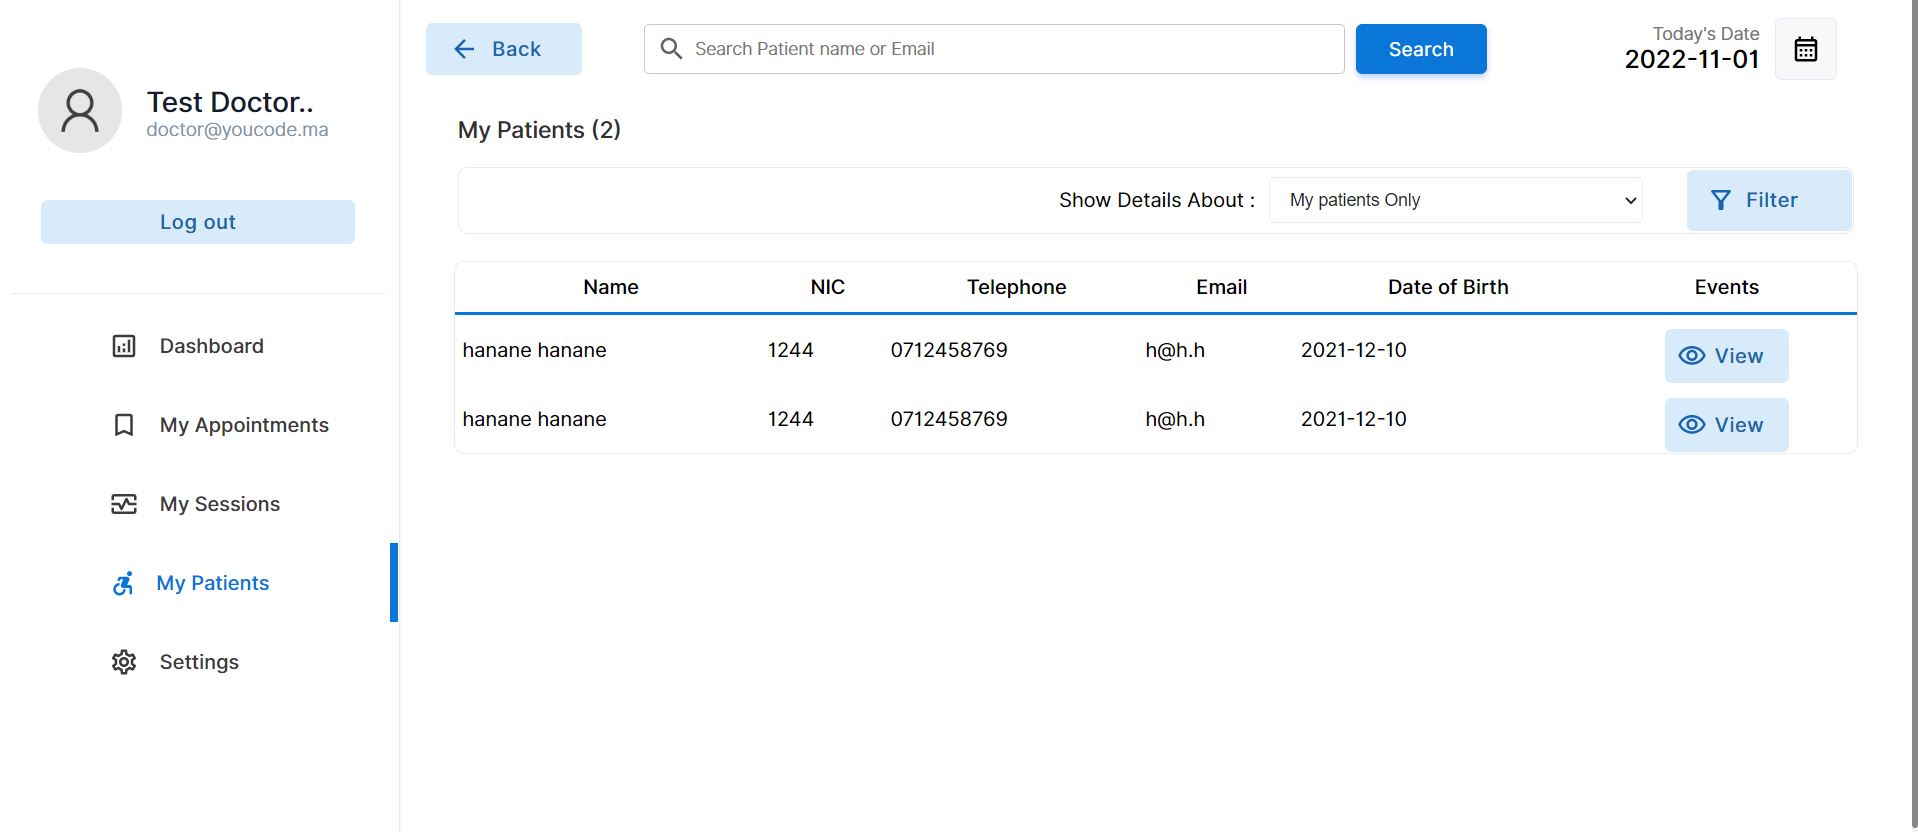 Test Doctor..
doctor@youcode.ma
Log out
Dashboard
My Appointments
My Sessions
My Patients
Settings
Back
Search Patient name or Email
Search
Today's Date
2022-11-01
My Patients (2)
Show Details About : My patients Only Filter
Name NIC Telephone Email Date of Birth Events
hanane hanane 1244 0712458769 h@h.h 2021-12-10 View
hanane hanane 1244 0712458769 h@h.h 2021-12-10 View